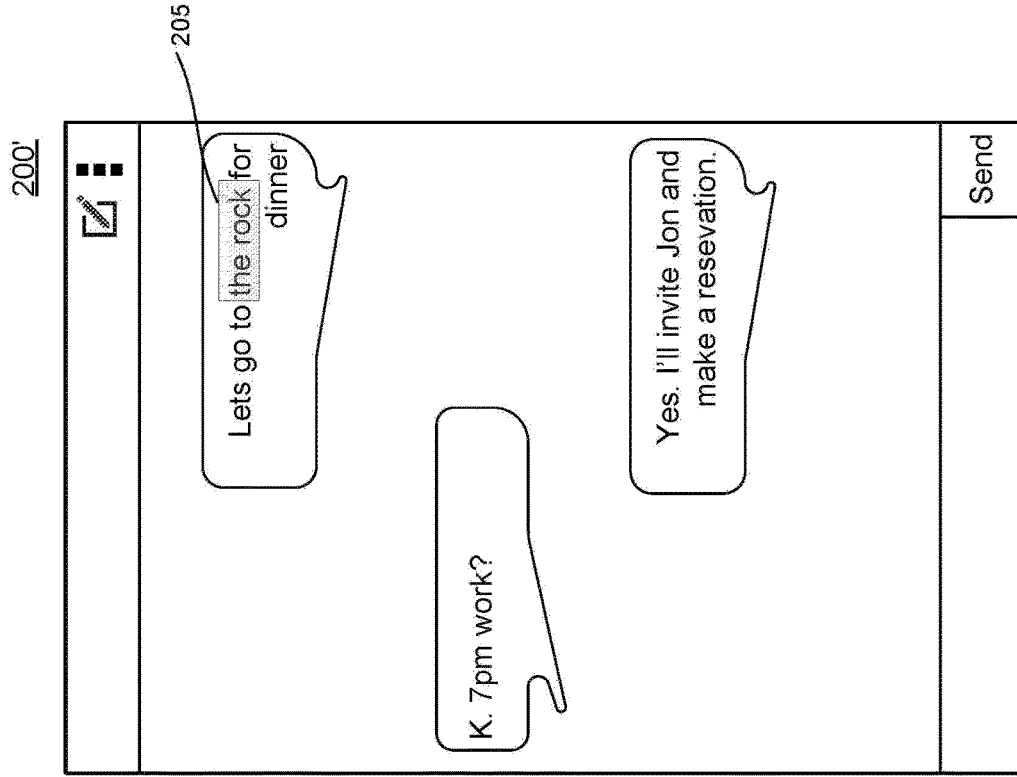 200'
205
Lets go to the rock for
dinner
K. 7pm work?
Yes. I'll invite Jon and
make a resevation.
Send